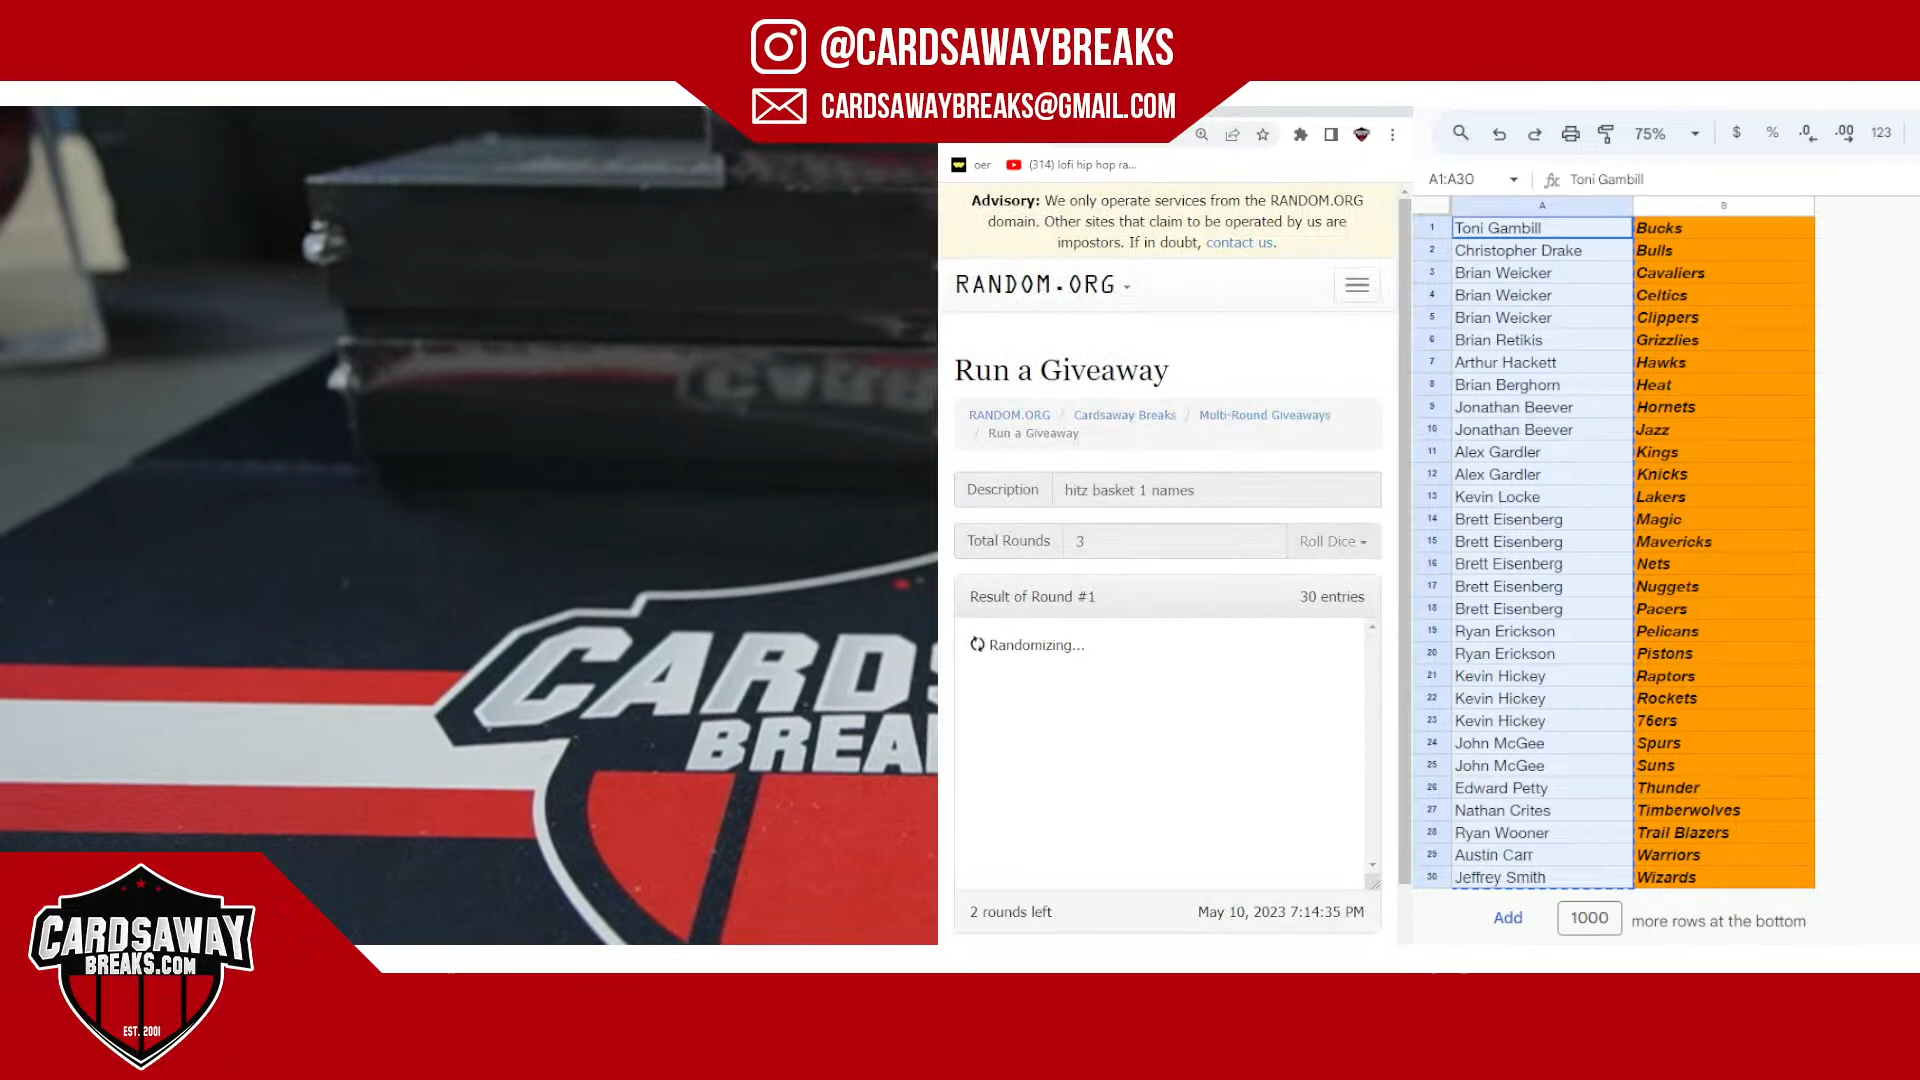 @CARDSAWAYBREAKS
CARDSAWAYBREAKS@GMAIL.COM
oer
(314) lofi hip hop ra...
Advisory: We only operate services from the RANDOM.ORG
domain. Other sites that claim to be operated by us are
impostors. If in doubt, contact us.
RANDOM.ORG
Run a Giveaway
RANDOM.ORG / Cardsaway Breaks / Multi-Round Giveaways
/ Run a Giveaway
Description hitz basket 1 names
Total Rounds 3 Roll Dice
Result of Round #1 30 entries
Randomizing...
2 rounds left May 10, 2023 7:14:35 PM
75% $ % .0 .00 123
A1:A30 fx Toni Gambill
A B
1 Toni Gambill Bucks
2 Christopher Drake Bulls
3 Brian Weicker Cavaliers
4 Brian Weicker Celtics
5 Brian Weicker Clippers
6 Brian Retikis Grizzlies
7 Arthur Hackett Hawks
8 Brian Berghorn Heat
9 Jonathan Beever Hornets
10 Jonathan Beever Jazz
11 Alex Gardler Kings
12 Alex Gardler Knicks
13 Kevin Locke Lakers
14 Brett Eisenberg Magic
15 Brett Eisenberg Mavericks
16 Brett Eisenberg Nets
17 Brett Eisenberg Nuggets
18 Brett Eisenberg Pacers
19 Ryan Erickson Pelicans
20 Ryan Erickson Pistons
21 Kevin Hickey Raptors
22 Kevin Hickey Rockets
23 Kevin Hickey 76ers
24 John McGee Spurs
25 John McGee Suns
26 Edward Petty Thunder
27 Nathan Crites Timberwolves
28 Ryan Wooner Trail Blazers
29 Austin Carr Warriors
30 Jeffrey Smith Wizards
Add 1000 more rows at the bottom
CARDS
BREA
CARDSAWAY
BREAKS.COM
EST. 2001